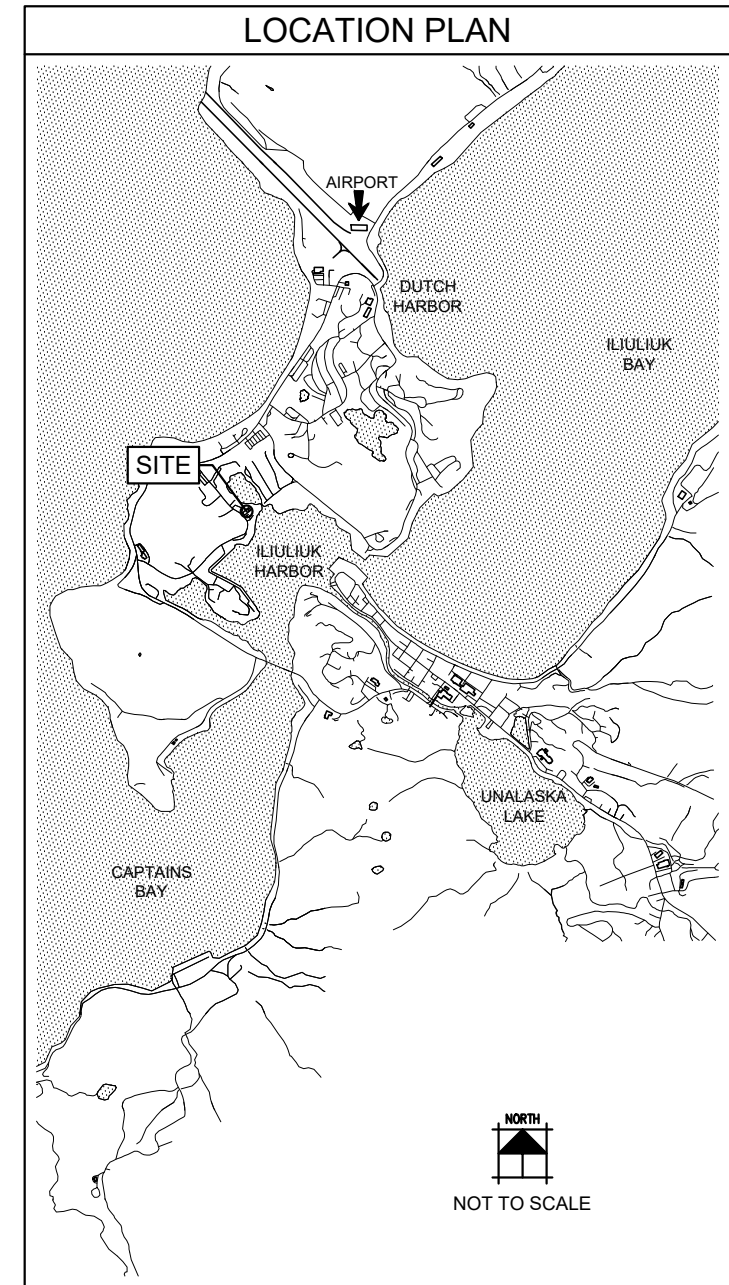 LOCATION PLAN
AIRPORT
DUTCH
HARBOR
ILIULIUK
BAY
SITE
ILIULIUK
HARBOR
UNALASKA
LAKE
CAPTAINS
BAY
NORTH
NOT TO SCALE